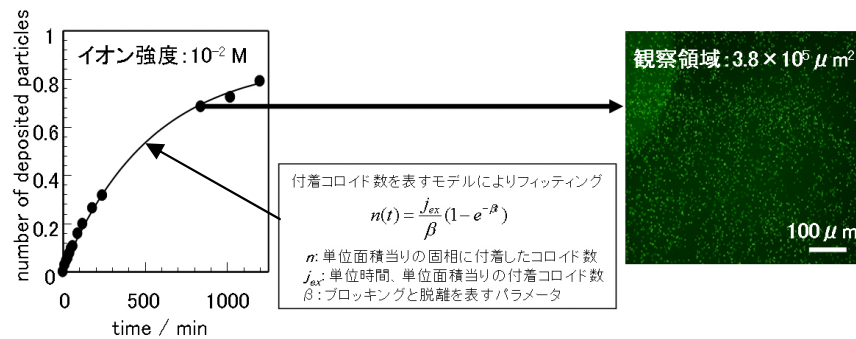 number of deposited particles
1
0.8
0.6
0.4
0.2
0
イオン強度:10⁻² M
0 500 1000
time / min
付着コロイド数を表すモデルによりフィッティング
n(t) = j_ex/β (1 − e^−βt)
n: 単位面積当りの固相に付着したコロイド数
j_ex: 単位時間、単位面積当りの付着コロイド数
β:ブロッキングと脱離を表すパラメータ
観察領域:3.8×10⁵ μm²
100 μm